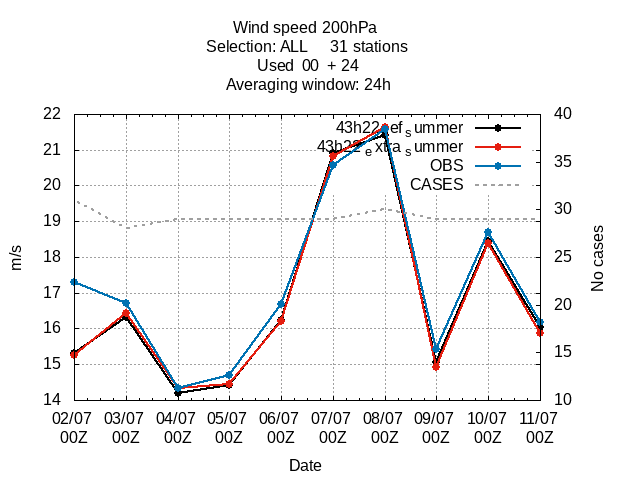 Wind speed 200hPa
Selection: ALL 31 stations
Used 00 + 24
Averaging window: 24h
22
21
20
19
18
17
16
15
14
m/s
40
35
30
25
20
15
10
No cases
43h22_ref_summer
43h22_extra_summer
OBS
CASES
02/07 03/07 04/07 05/07 06/07 07/07 08/07 09/07 10/07 11/07
00Z 00Z 00Z 00Z 00Z 00Z 00Z 00Z 00Z 00Z
Date